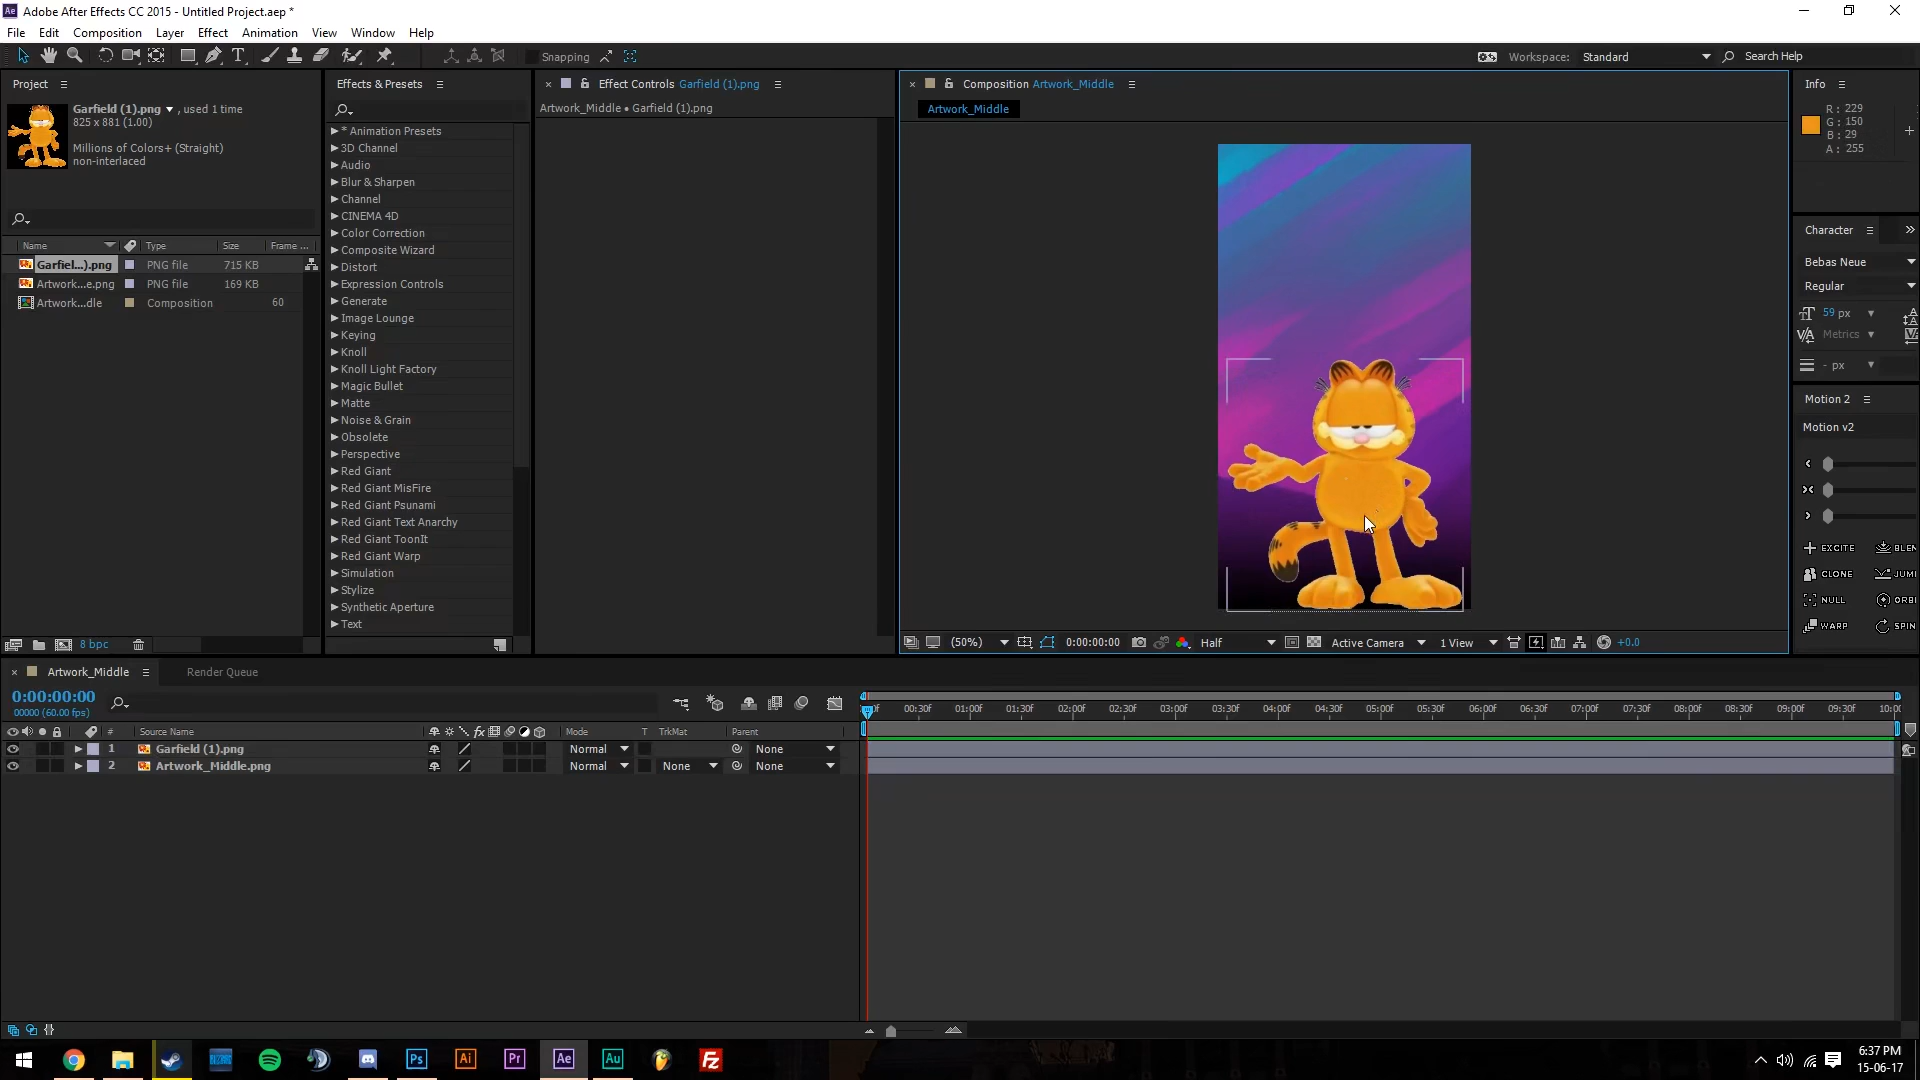 Adobe After Effects CC 2015 - Untitled Project.aep *
File Edit Composition Layer Effect Animation View Window Help
Snapping
Workspace: Standard
Search Help
Project
Garfield (1).png , used 1 time
825 x 881 (1.00)
Millions of Colors+ (Straight)
non-interlaced
Name Type Size Frame ...
Garfiel...).png PNG file 715 KB
Artwork...e.png PNG file 169 KB
Artwork...dle Composition 60
8 bpc
Effects & Presets
* Animation Presets
3D Channel
Audio
Blur & Sharpen
Channel
CINEMA 4D
Color Correction
Composite Wizard
Distort
Expression Controls
Generate
Image Lounge
Keying
Knoll
Knoll Light Factory
Magic Bullet
Matte
Noise & Grain
Obsolete
Perspective
Red Giant
Red Giant MisFire
Red Giant Psunami
Red Giant Text Anarchy
Red Giant ToonIt
Red Giant Warp
Simulation
Stylize
Synthetic Aperture
Text
Effect Controls Garfield (1).png
Artwork_Middle • Garfield (1).png
Composition Artwork_Middle
Artwork_Middle
(50%) 0:00:00:00 Half Active Camera 1 View +0.0
Info
R : 229
G : 150
B : 29
A : 255
Character
Bebas Neue
Regular
59 px
Metrics
- px
Motion 2
Motion v2
EXCITE BLEN
CLONE JUMI
NULL ORBI
WARP SPIN
Artwork_Middle Render Queue
0:00:00:00
00000 (60.00 fps)
00:30f 01:00f 01:30f 02:00f 02:30f 03:00f 03:30f 04:00f 04:30f 05:00f 05:30f 06:00f 06:30f 07:00f 07:30f 08:00f 08:30f 09:00f 09:30f 10:00
# Source Name fx Mode T TrkMat Parent
1 Garfield (1).png Normal None
2 Artwork_Middle.png Normal None None
Ps Ai Pr Ae Au
6:37 PM
15-06-17